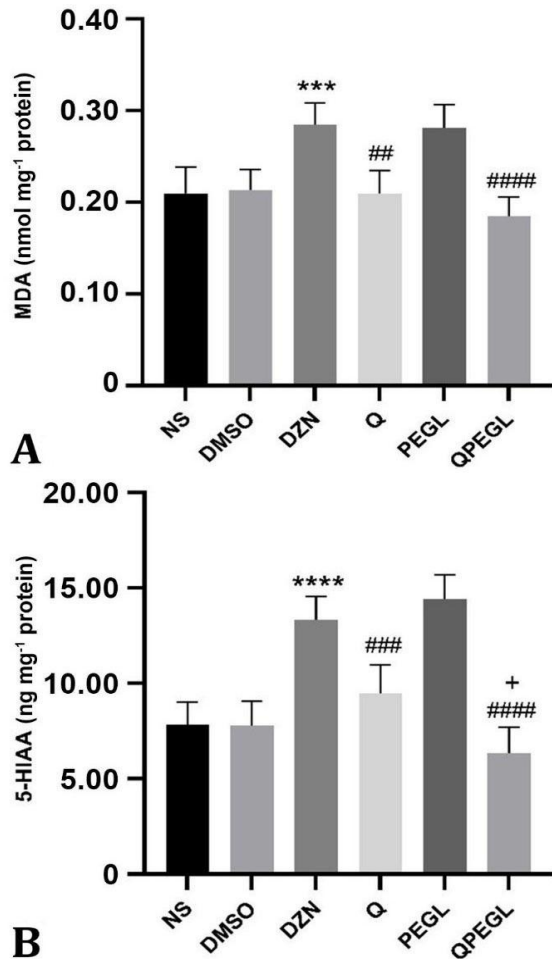 0.40
0.30
0.20
0.10
0
MDA (nmol mg⁻¹ protein)
***
##
####
NS
DMSO
DZN
Q
PEGL
QPEGL
A
20.00
15.00
10.00
5.00
0
5-HIAA (ng mg⁻¹ protein)
****
###
+
####
NS
DMSO
DZN
Q
PEGL
QPEGL
B